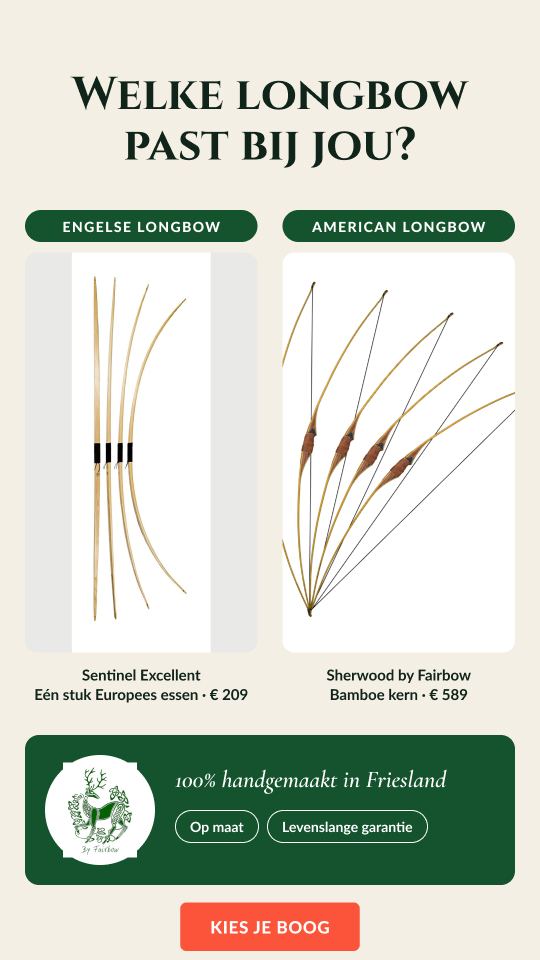 Welke longbow
past bij jou?
ENGELSE LONGBOW
AMERICAN LONGBOW
Sentinel Excellent
Eén stuk Europees essen · € 209
Sherwood by Fairbow
Bamboe kern · € 589
100% handgemaakt in Friesland
By Fairbow
Op maat
Levenslange garantie
KIES JE BOOG